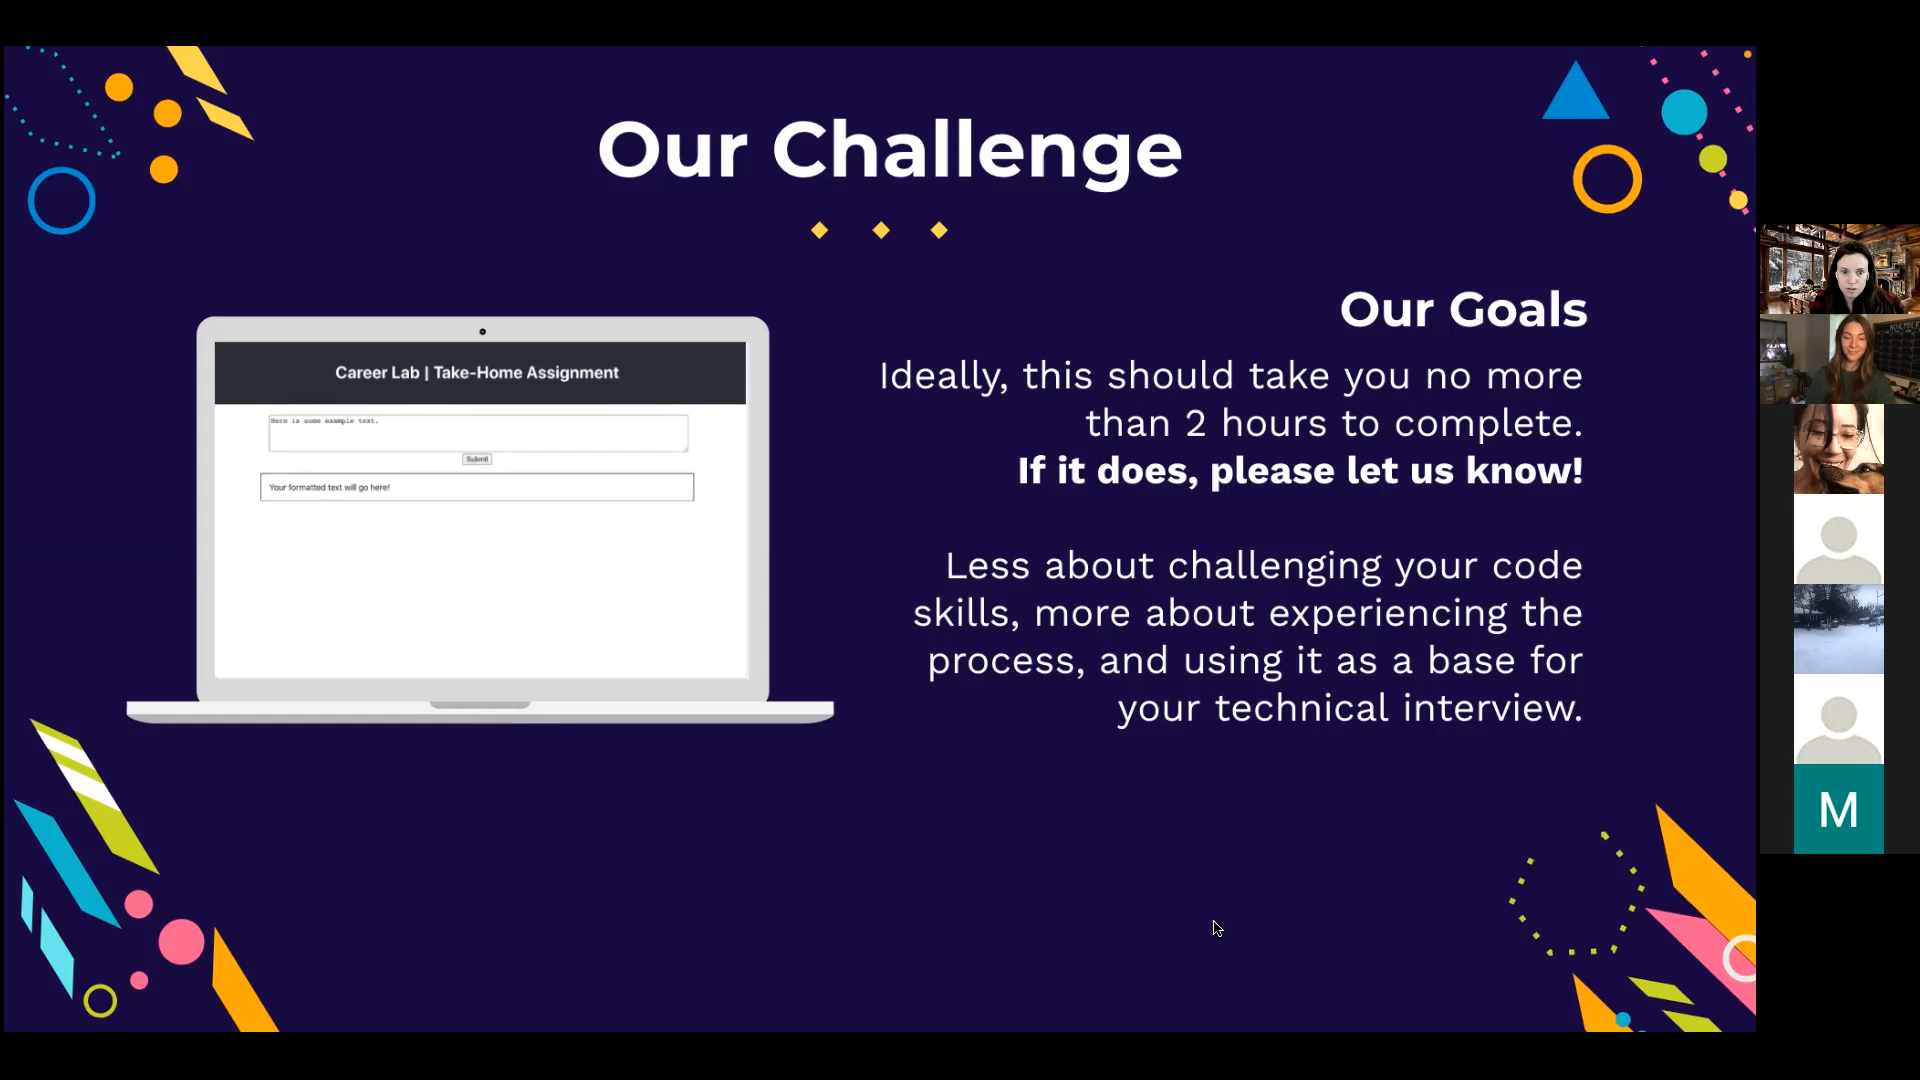 Our Challenge
Career Lab | Take-Home Assignment
Here is some example text.
Submit
Your formatted text will go here!
Our Goals
Ideally, this should take you no more
than 2 hours to complete.
If it does, please let us know!
Less about challenging your code
skills, more about experiencing the
process, and using it as a base for
your technical interview.
NOVEMBER
M